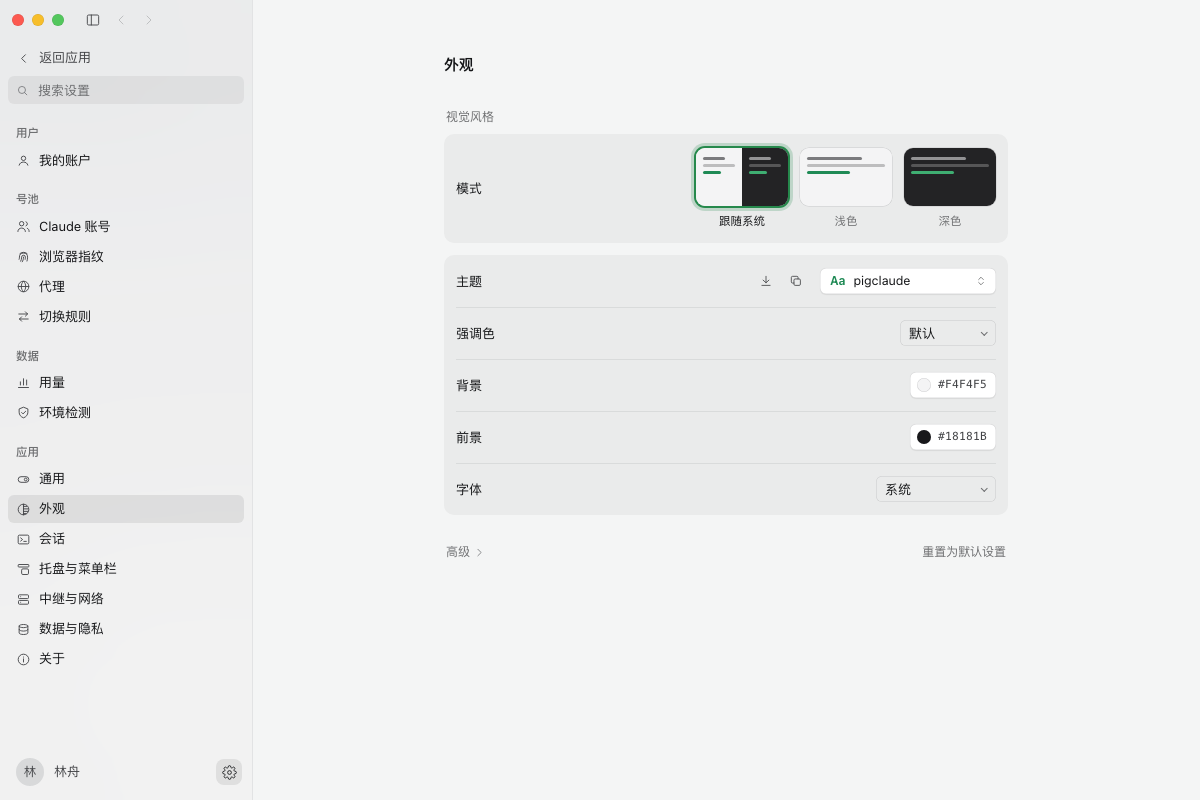 返回应用
搜索设置
用户
我的账户
号池
Claude 账号
浏览器指纹
代理
切换规则
数据
用量
环境检测
应用
通用
外观
会话
托盘与菜单栏
中继与网络
数据与隐私
关于
林 林舟
外观
视觉风格
模式
跟随系统 浅色 深色
主题 Aa pigclaude
强调色 默认
背景 #F4F4F5
前景 #18181B
字体 系统
高级 重置为默认设置